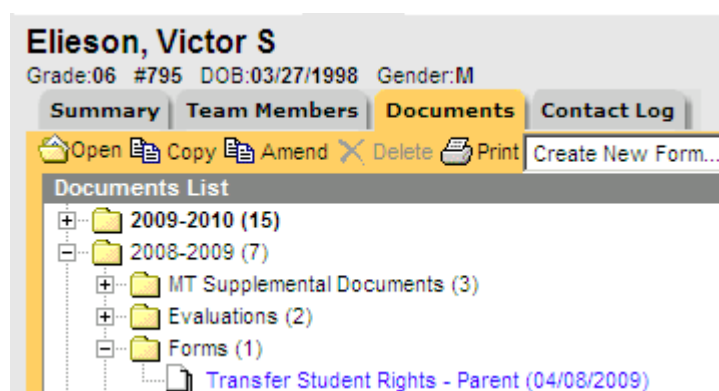 Elieson, Victor S
Grade:06 #795 DOB:03/27/1998 Gender:M
Summary Team Members Documents Contact Log
Open Copy Amend Delete Print Create New Form...
Documents List
2009-2010 (15)
2008-2009 (7)
MT Supplemental Documents (3)
Evaluations (2)
Forms (1)
Transfer Student Rights - Parent (04/08/2009)